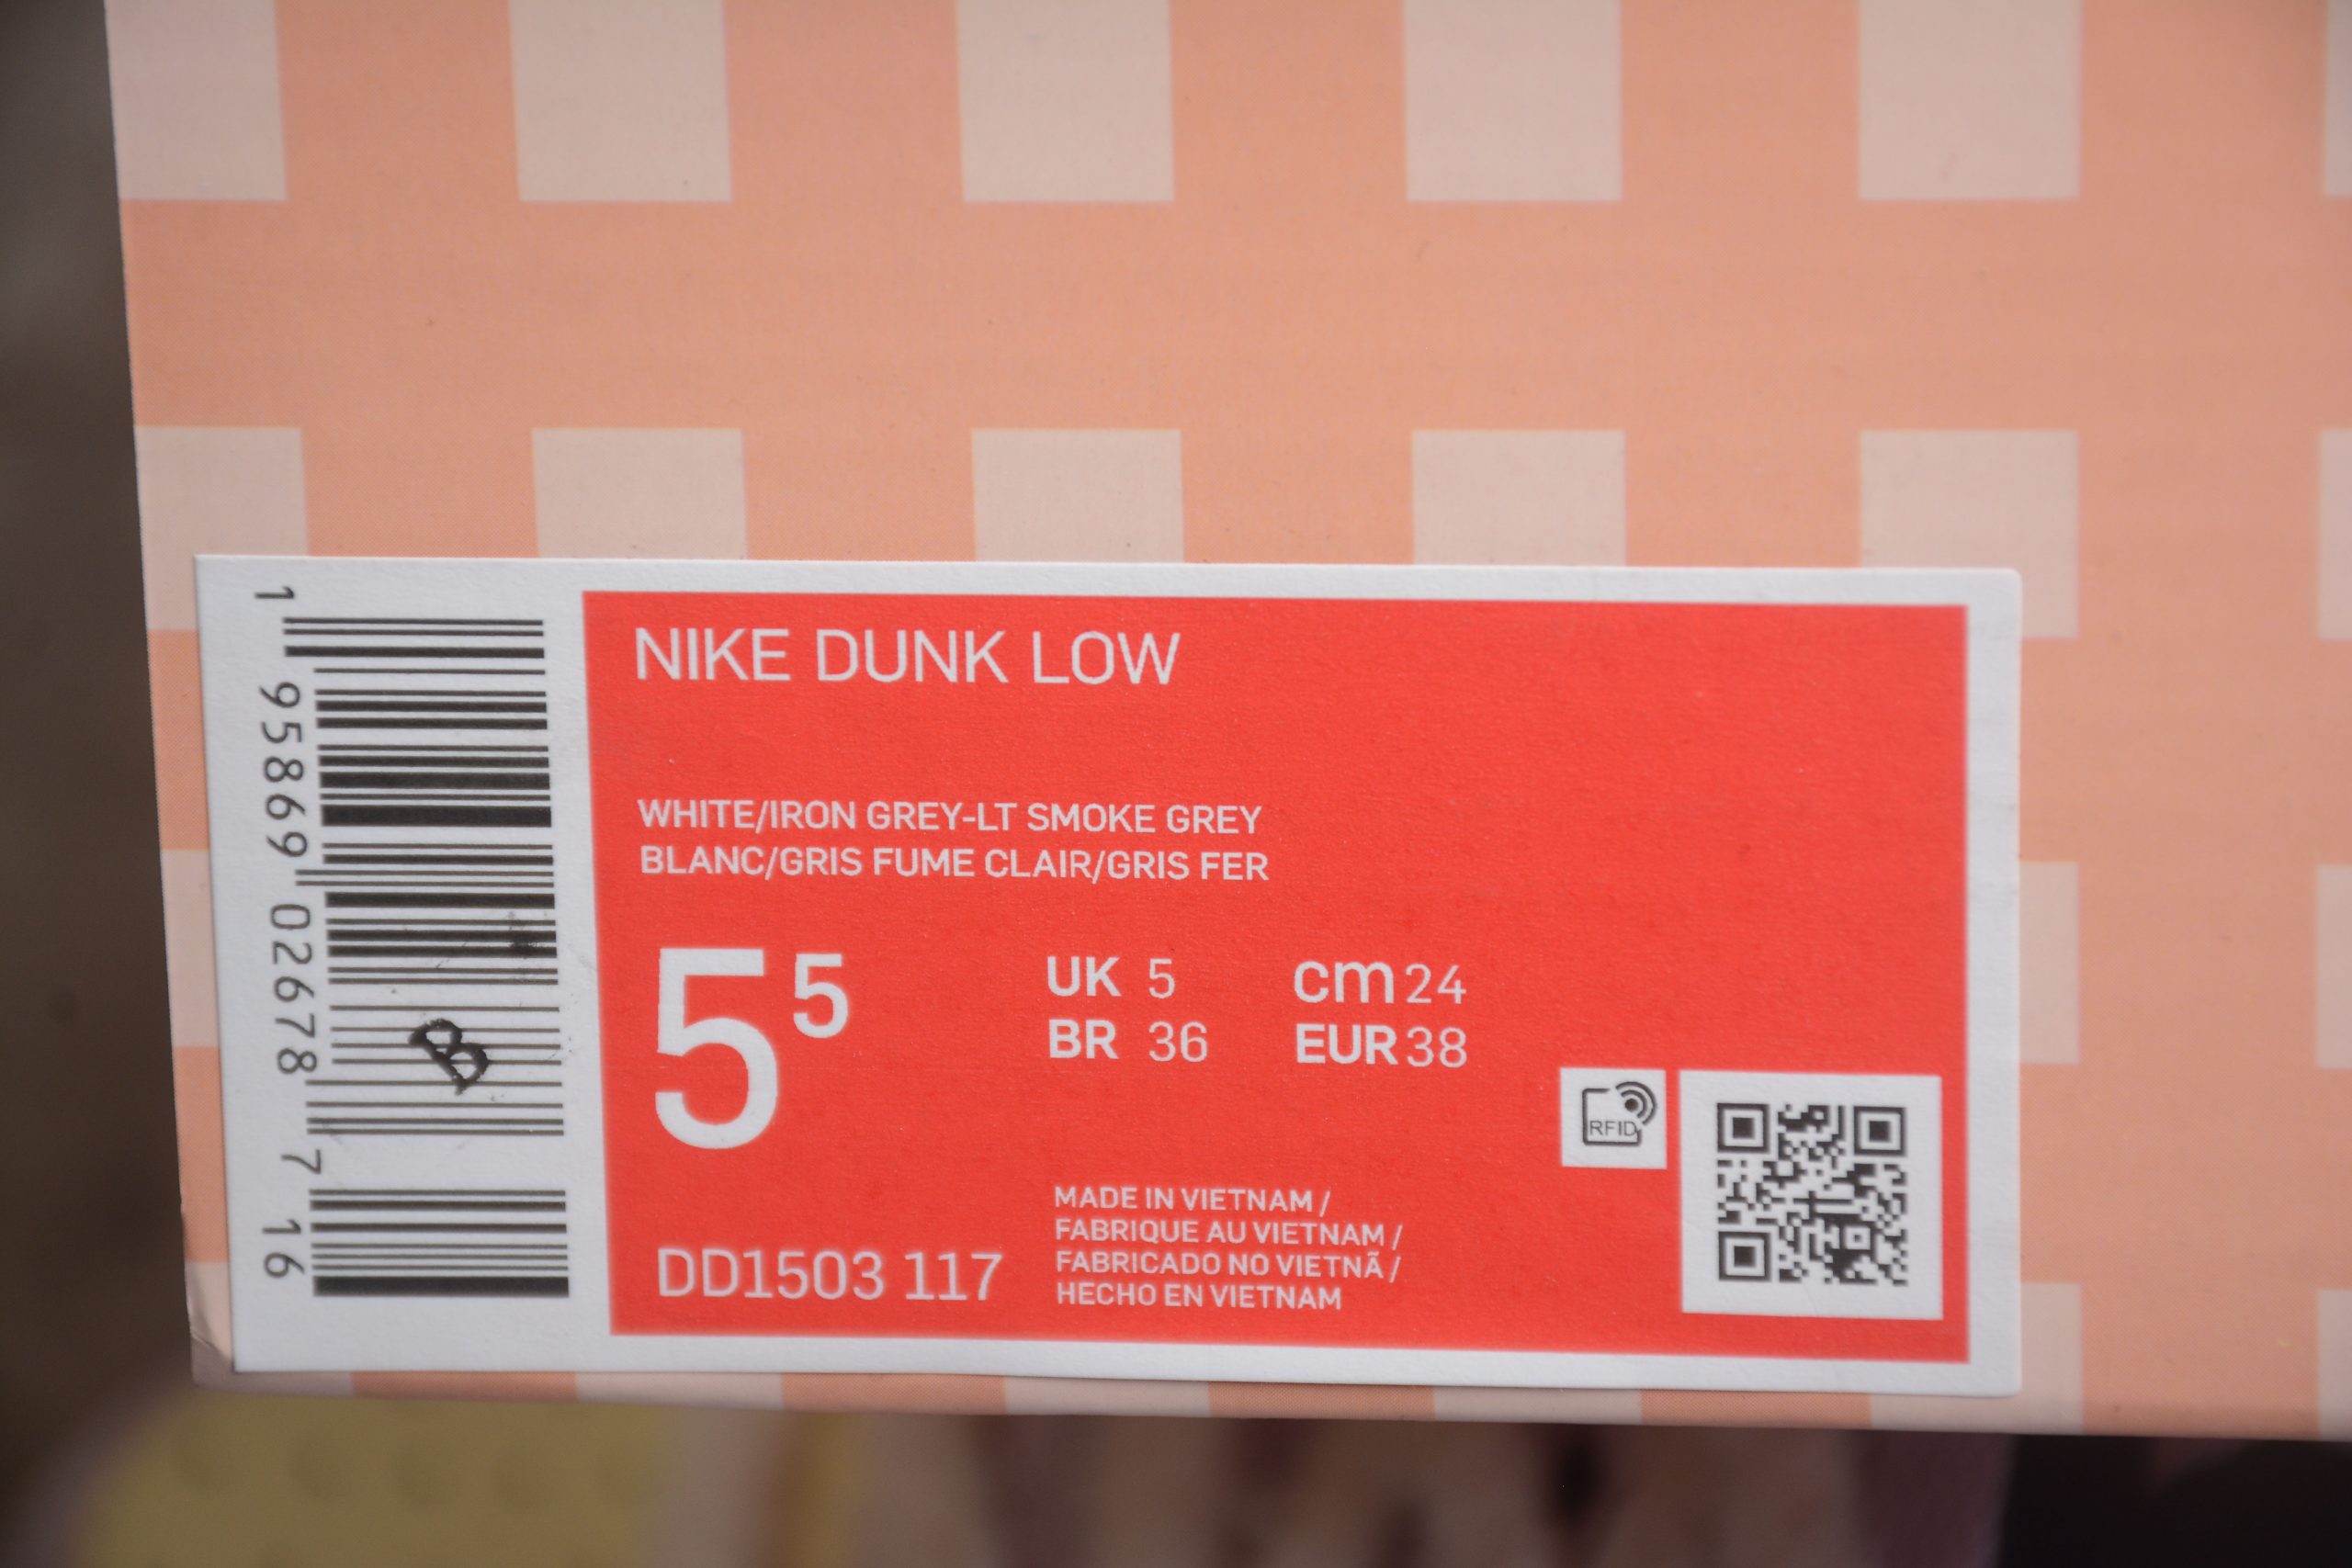 1 95869 02678 7 16
B
NIKE DUNK LOW
WHITE/IRON GREY-LT SMOKE GREY
BLANC/GRIS FUME CLAIR/GRIS FER
5 5
UK 5 cm 24
BR 36 EUR 38
RFID
DD1503 117
MADE IN VIETNAM /
FABRIQUE AU VIETNAM /
FABRICADO NO VIETNÃ /
HECHO EN VIETNAM